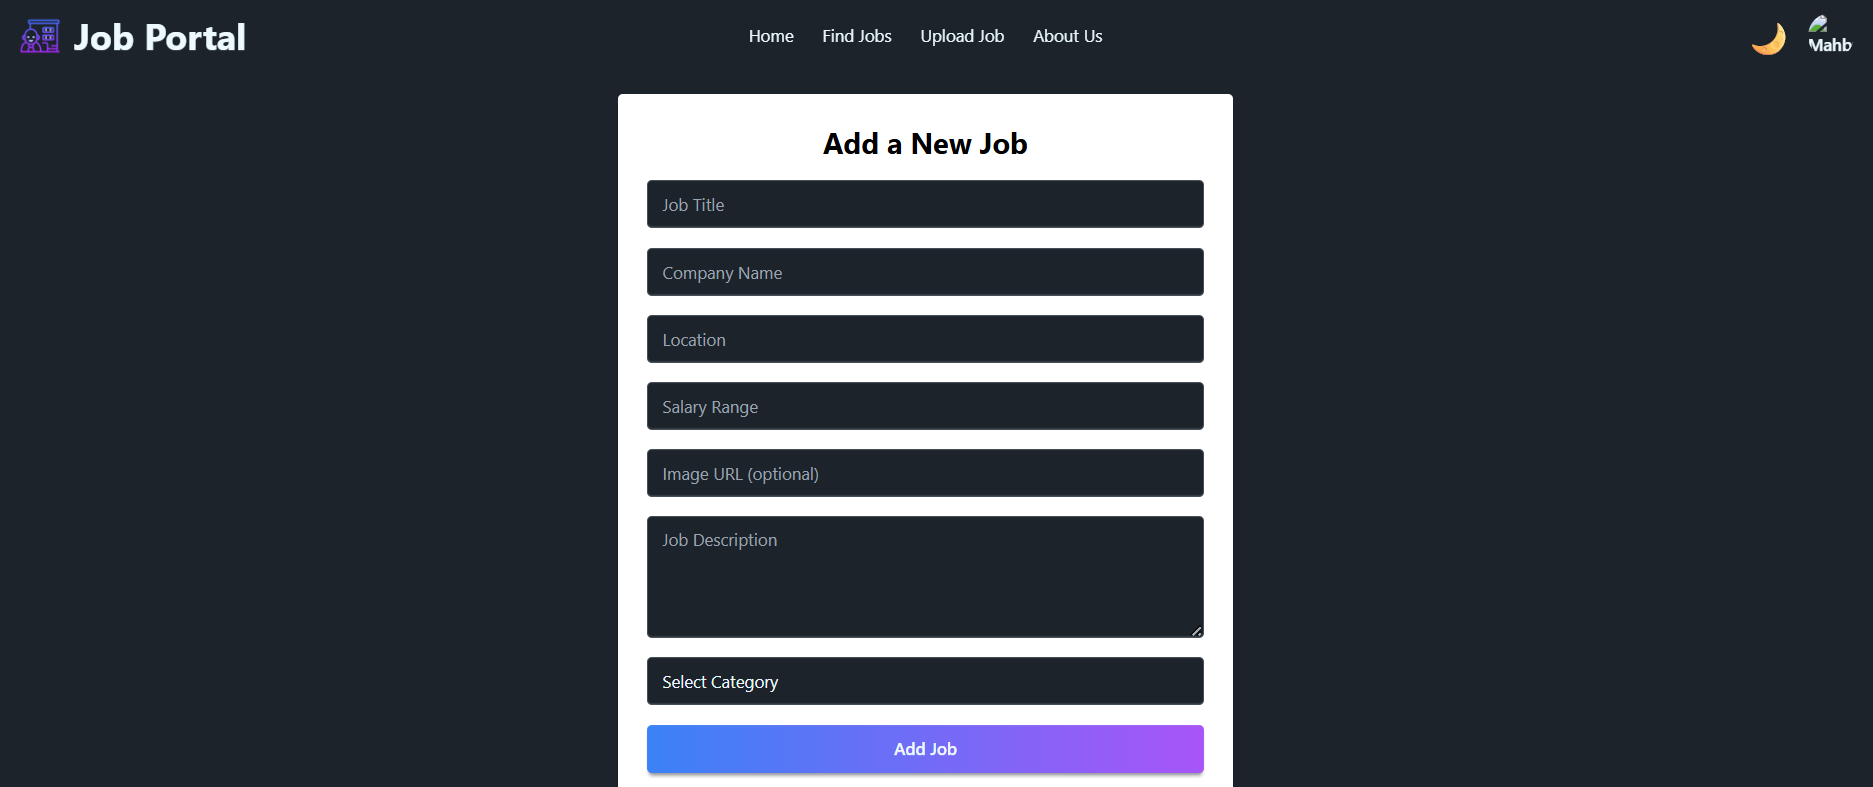 Job Portal
Home Find Jobs Upload Job About Us
Mahb
Add a New Job
Job Title
Company Name
Location
Salary Range
Image URL (optional)
Job Description
Select Category
Add Job